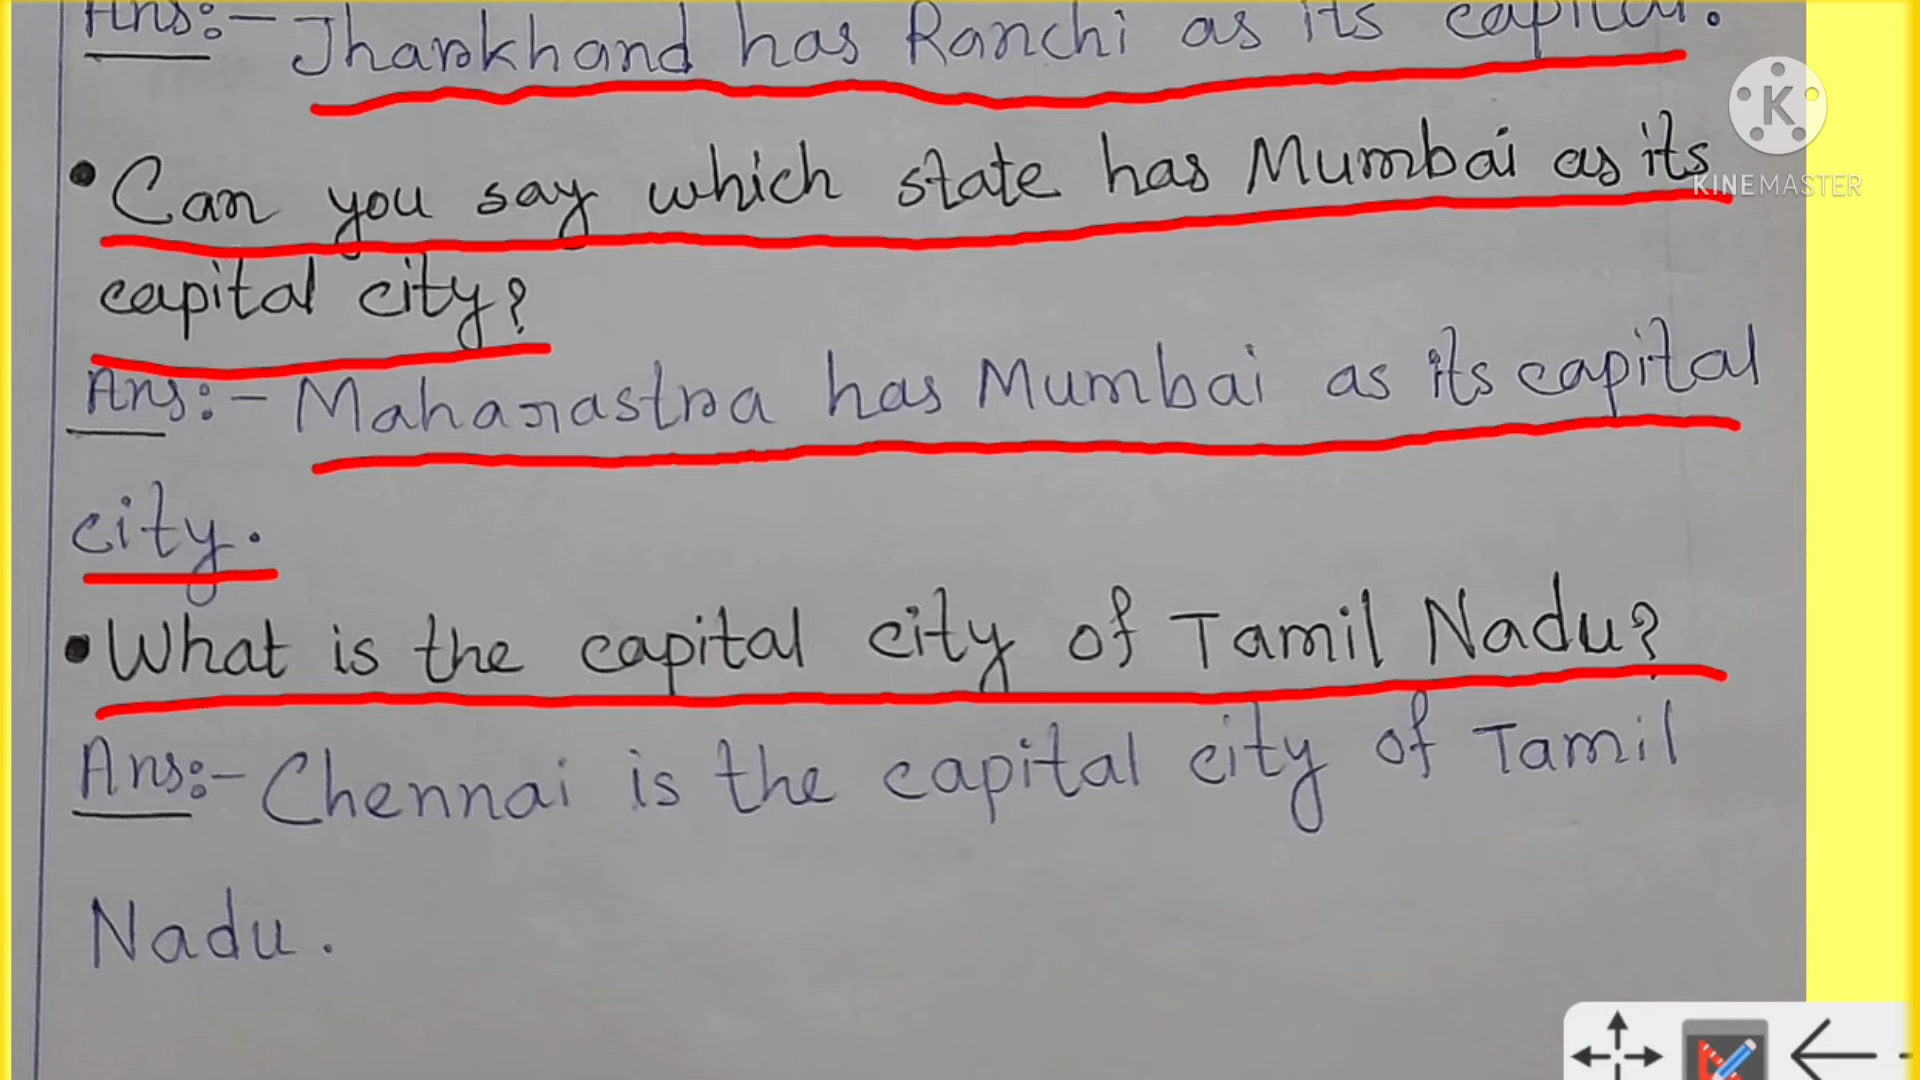 Ans:- Jharkhand has Ranchi as its capital.
• Can you say which state has Mumbai as its
capital city?
Ans:- Maharastra has Mumbai as its capital
city.
• What is the capital city of Tamil Nadu?
Ans:- Chennai is the capital city of Tamil
Nadu.
K
KINEMASTER